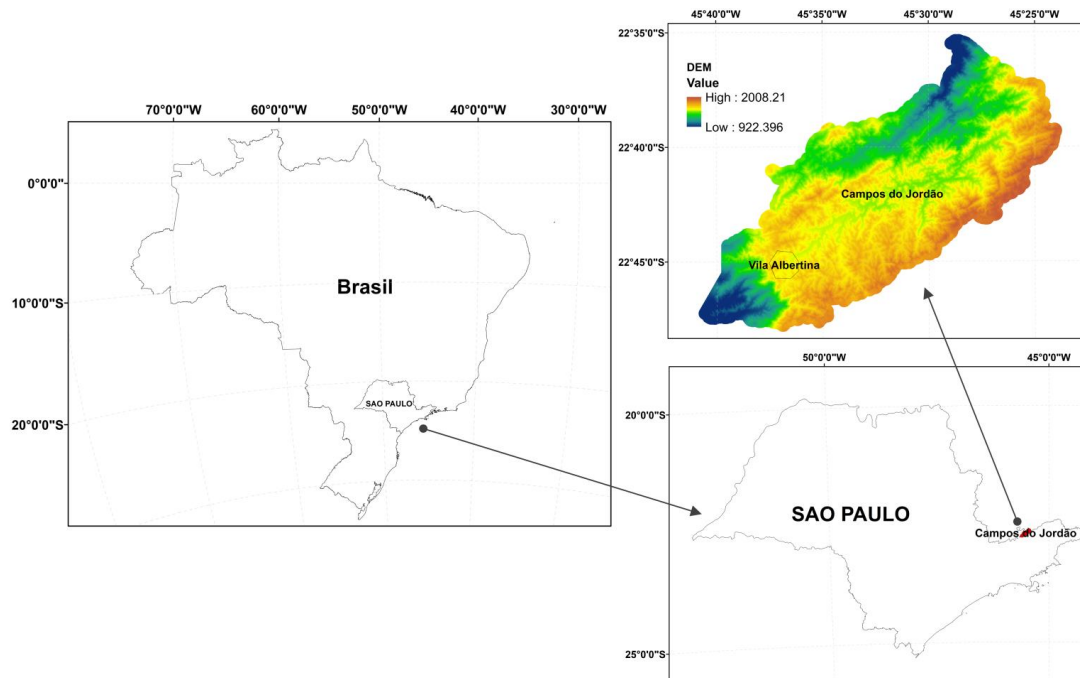 70°0'0"W 60°0'0"W 50°0'0"W 40°0'0"W 30°0'0"W
0°0'0"
10°0'0"S
20°0'0"S
Brasil
SAO PAULO
45°40'0"W 45°35'0"W 45°30'0"W 45°25'0"W
22°35'0"S
22°40'0"S
22°45'0"S
DEM
Value
High : 2008.21
Low : 922.396
Campos do Jordão
Vila Albertina
50°0'0"W 45°0'0"W
20°0'0"S
25°0'0"S
SAO PAULO
Campos do Jordão